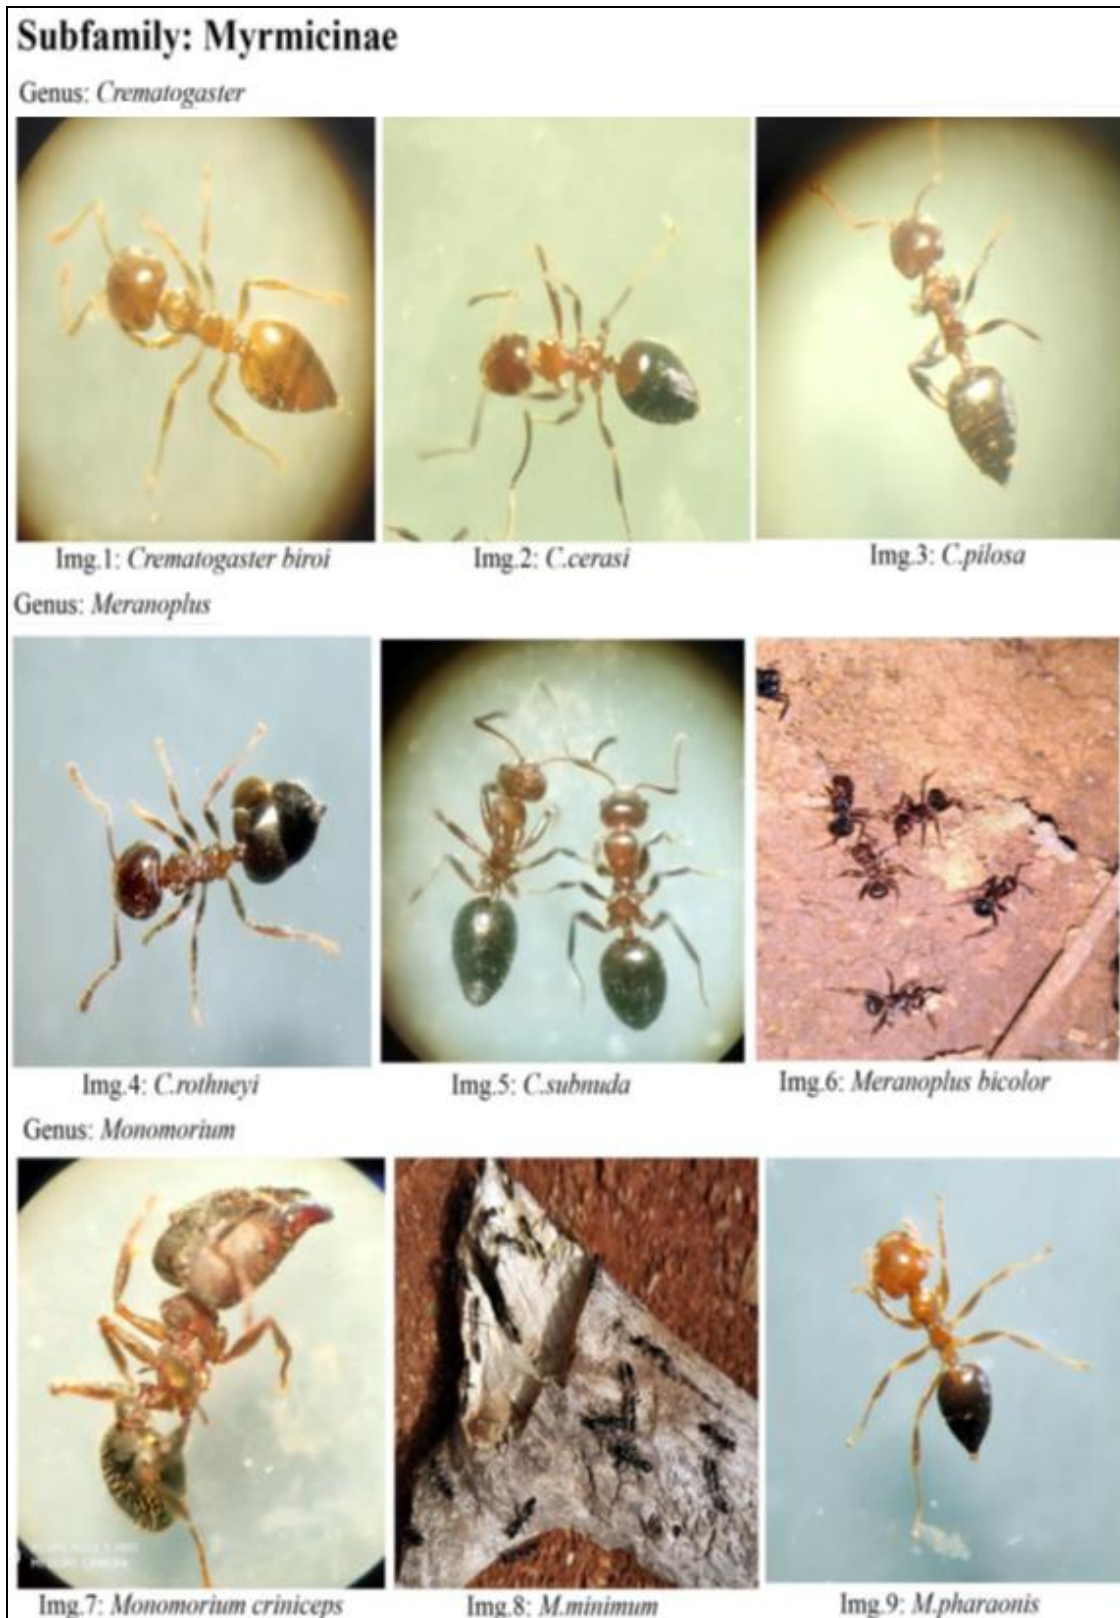 Subfamily: Myrmicinae
Genus: Crematogaster
Img.1: Crematogaster biroi
Img.2: C.cerasi
Img.3: C.pilosa
Genus: Meranoplus
Img.4: C.rothneyi
Img.5: C.subnuda
Img.6: Meranoplus bicolor
Genus: Monomorium
Img.7: Monomorium criniceps
Img.8: M.minimum
Img.9: M.pharaonis